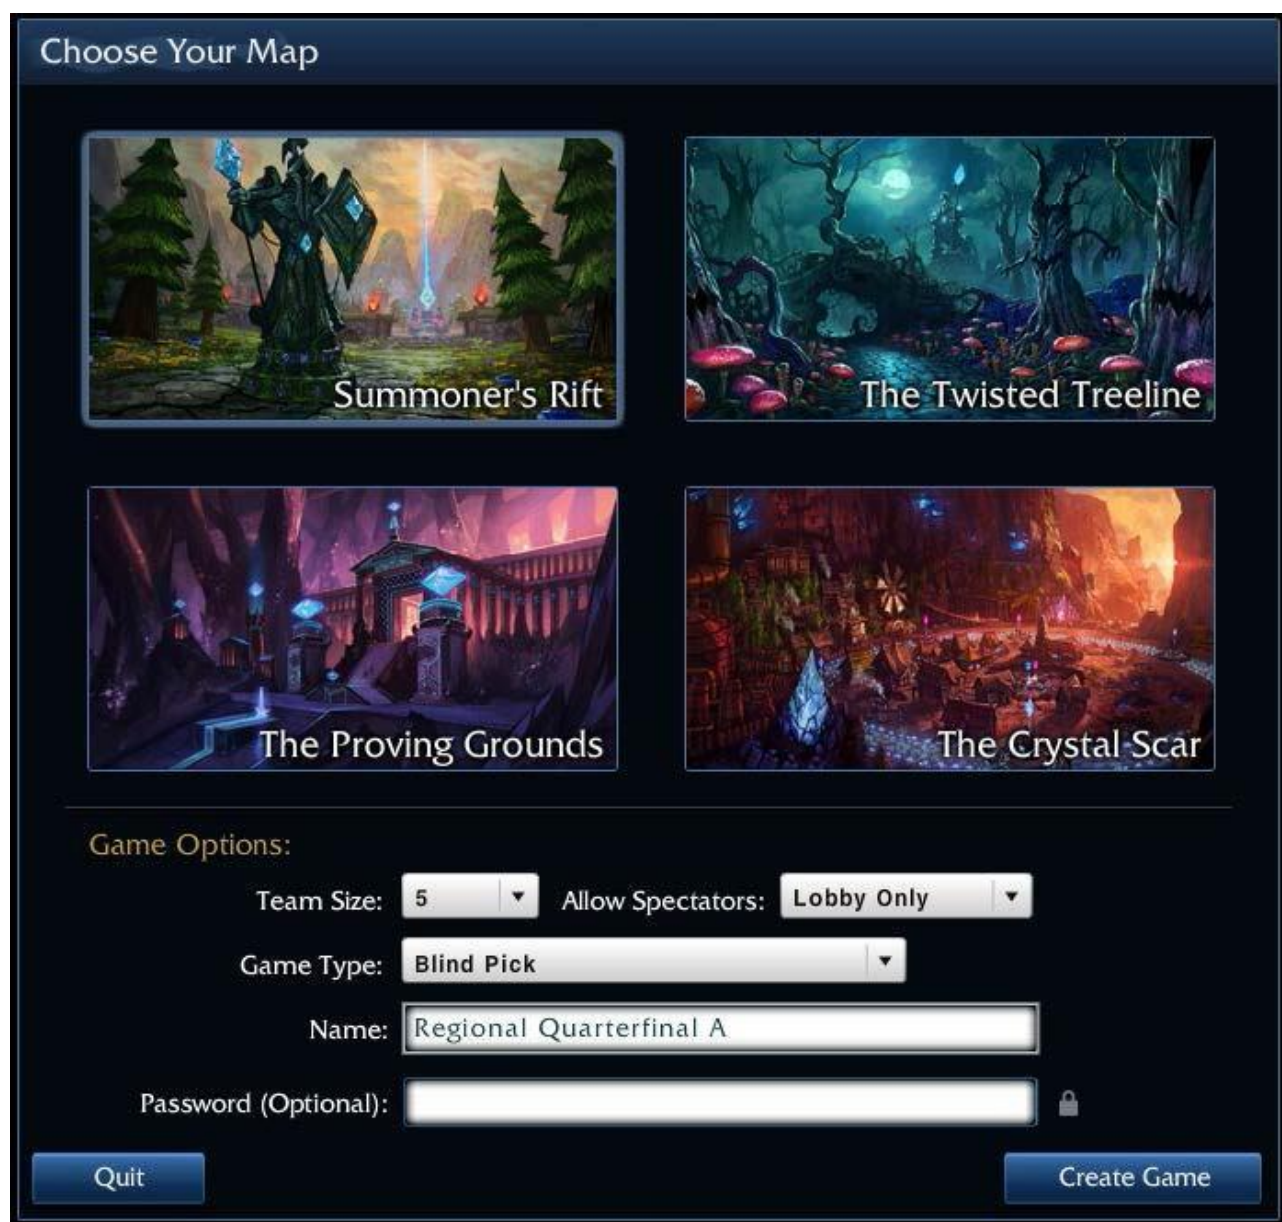 Choose Your Map
Summoner's Rift
The Twisted Treeline
The Proving Grounds
The Crystal Scar
Game Options:
Team Size: 5 Allow Spectators: Lobby Only
Game Type: Blind Pick
Name: Regional Quarterfinal A
Password (Optional):
Quit Create Game